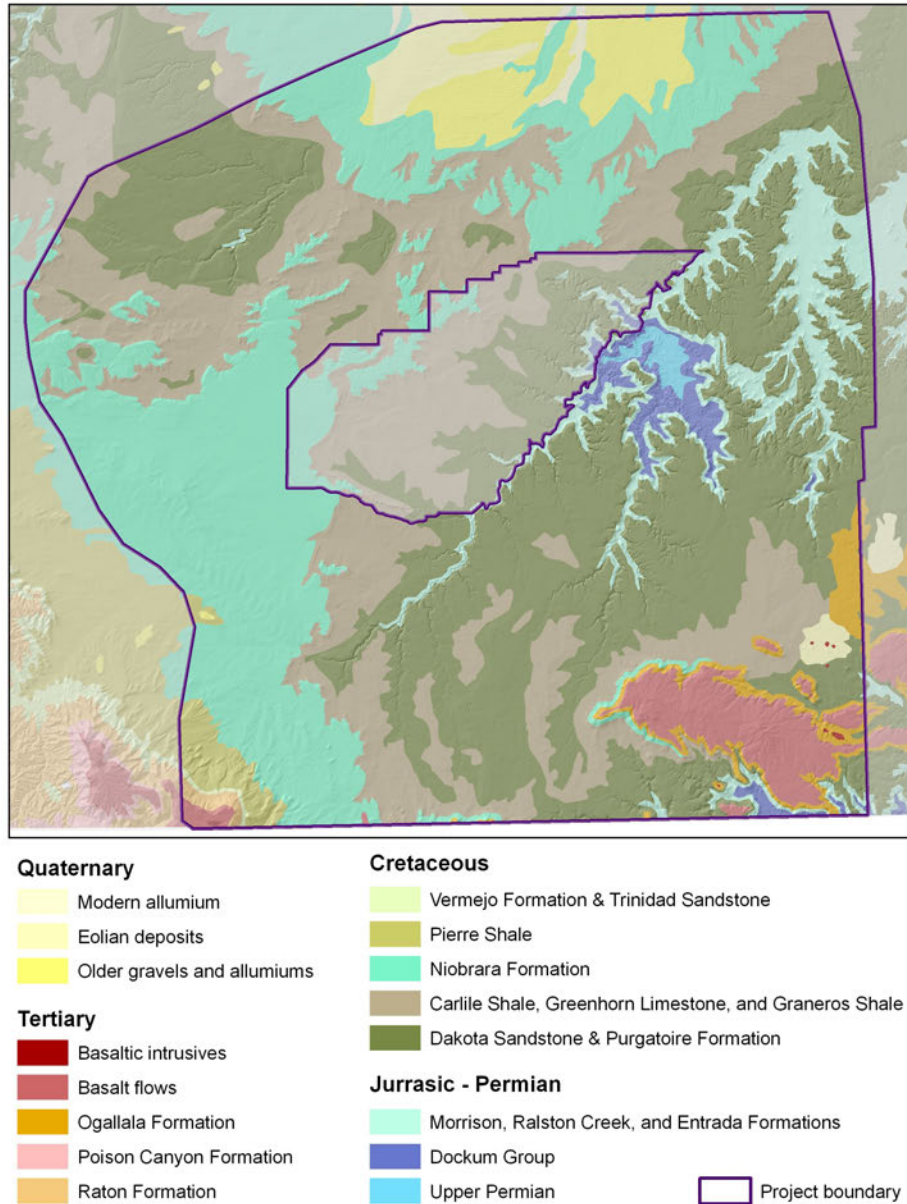 Quaternary
Modern allumium
Eolian deposits
Older gravels and allumiums
Tertiary
Basaltic intrusives
Basalt flows
Ogallala Formation
Poison Canyon Formation
Raton Formation
Cretaceous
Vermejo Formation & Trinidad Sandstone
Pierre Shale
Niobrara Formation
Carlile Shale, Greenhorn Limestone, and Graneros Shale
Dakota Sandstone & Purgatoire Formation
Jurrasic - Permian
Morrison, Ralston Creek, and Entrada Formations
Dockum Group
Upper Permian
Project boundary